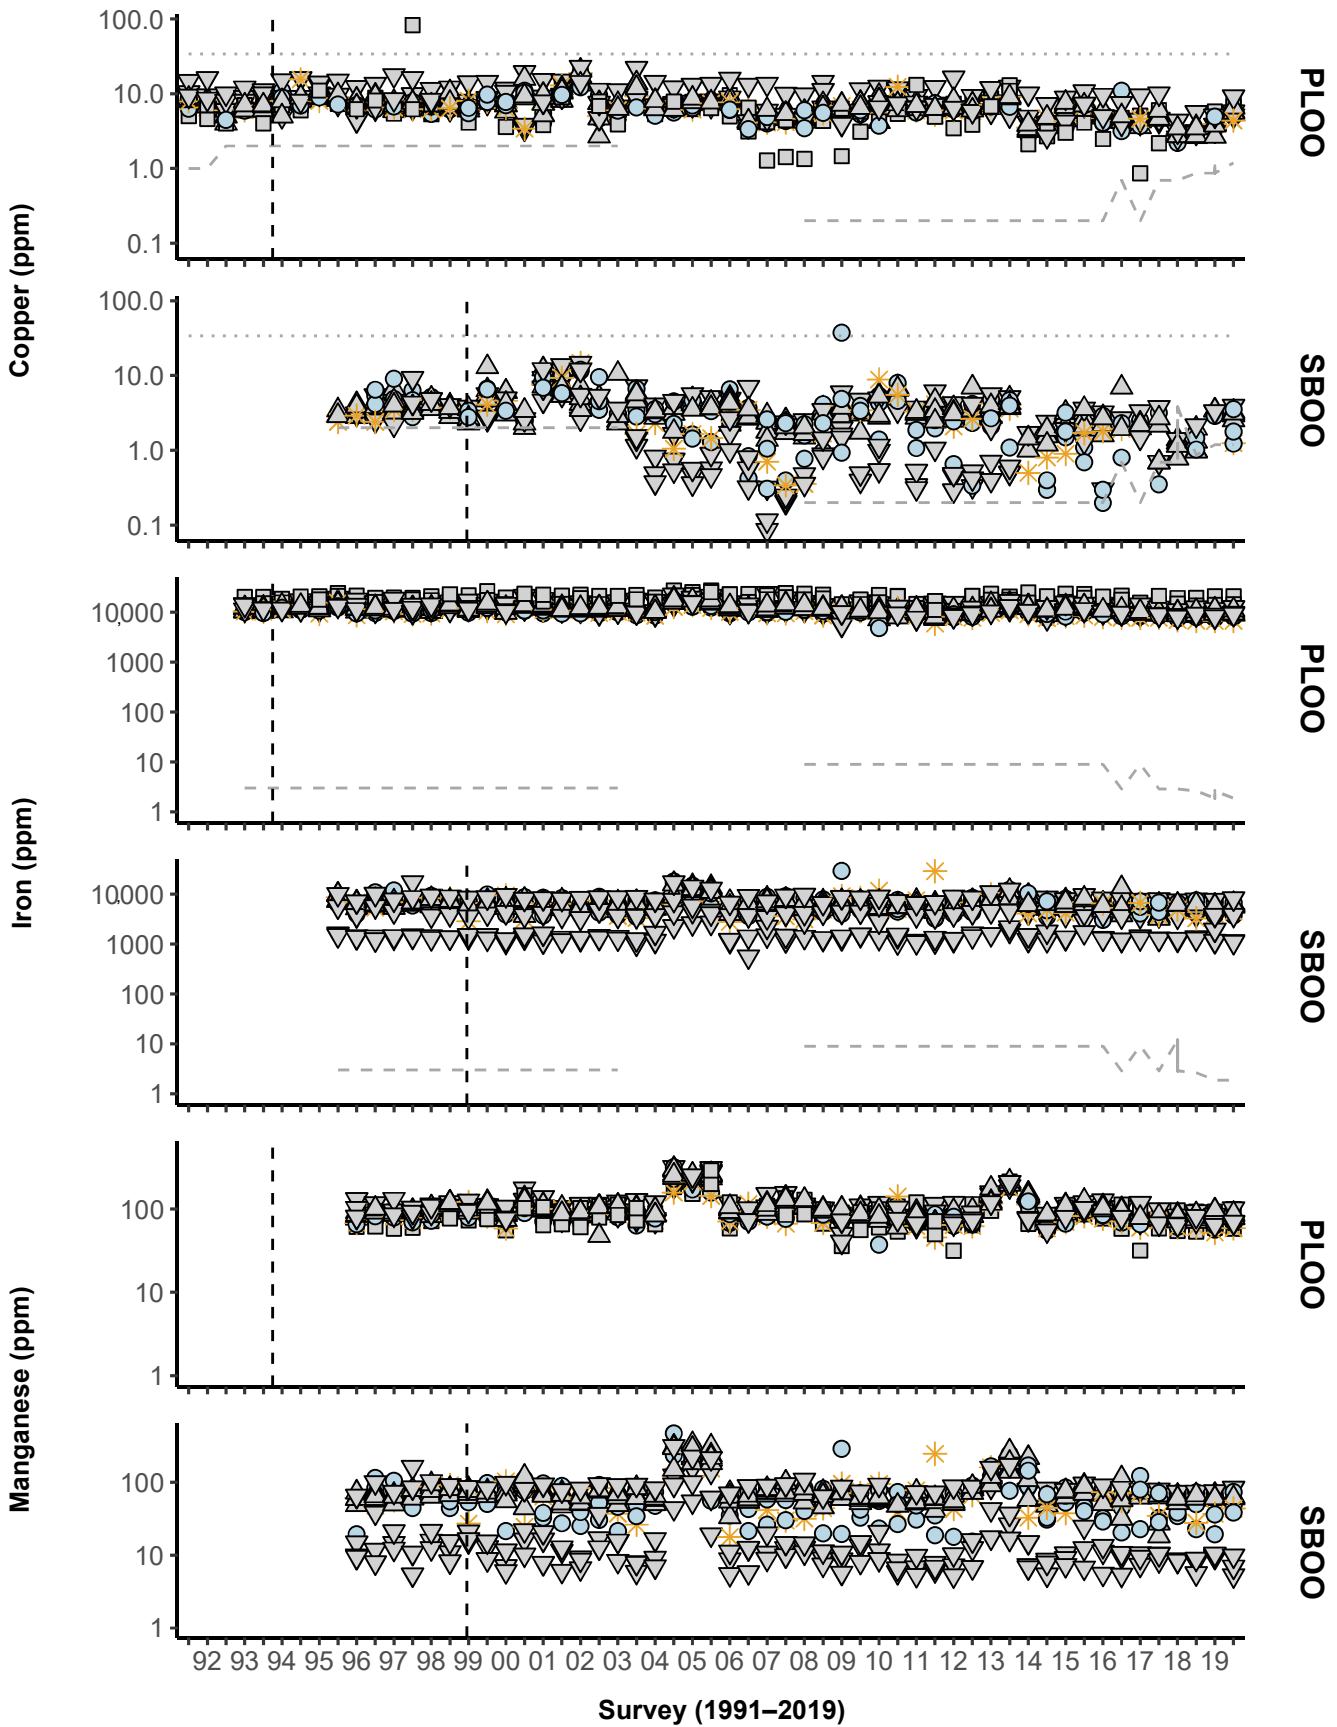 Copper (ppm)
100.0
10.0
1.0
0.1
PLOO
100.0
10.0
1.0
0.1
SBOO
Iron (ppm)
10,000
1000
100
10
1
PLOO
10,000
1000
100
10
1
SBOO
Manganese (ppm)
100
10
1
PLOO
100
10
1
SBOO
92 93 94 95 96 97 98 99 00 01 02 03 04 05 06 07 08 09 10 11 12 13 14 15 16 17 18 19
Survey (1991–2019)